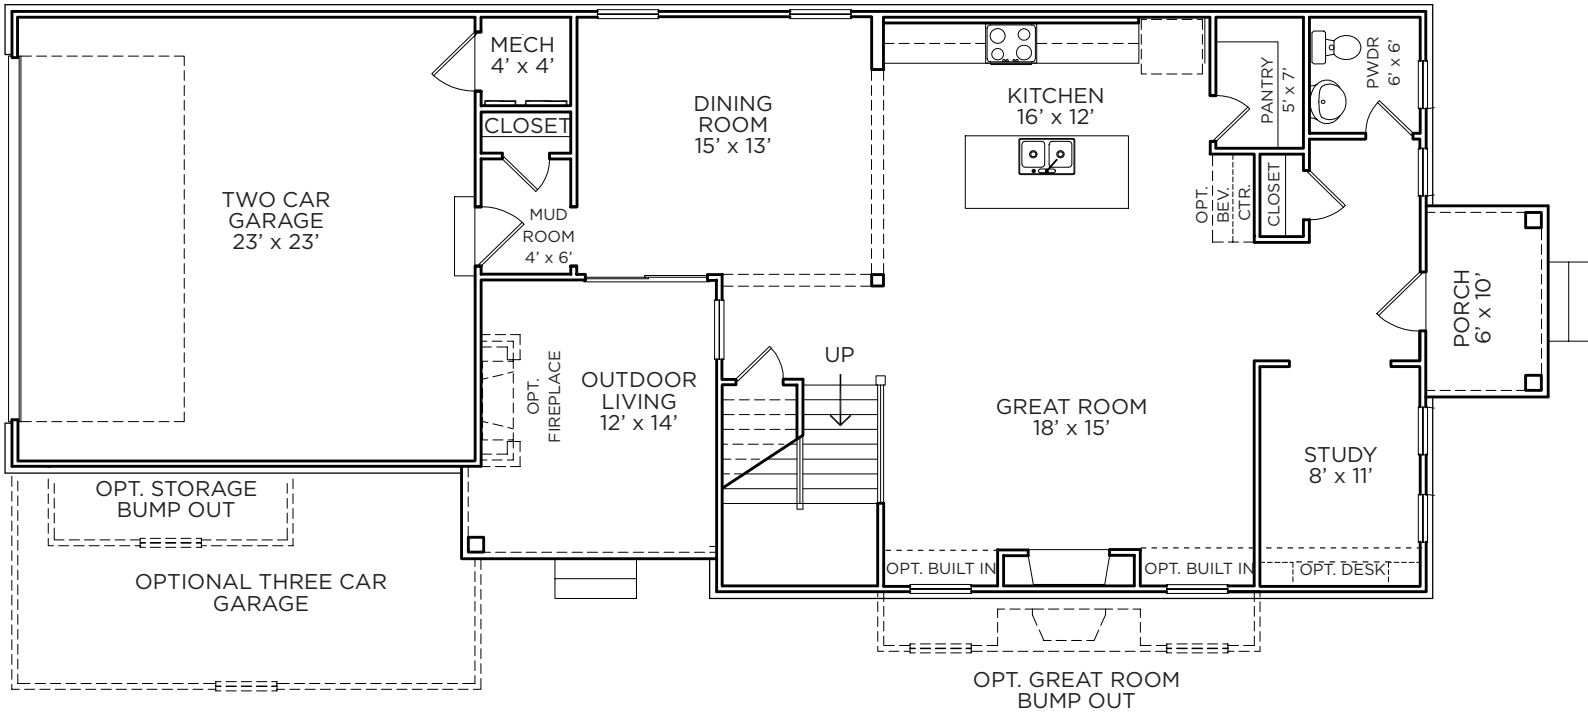 MECH
4’ x 4’
CLOSET
DINING
ROOM
15’ x 13’
KITCHEN
16’ x 12’
PANTRY
5’ x 7’
PWDR
6’ x 6’
TWO CAR
GARAGE
23’ x 23’
MUD
ROOM
4’ x 6’
OPT.
BEV.
CTR.
CLOSET
PORCH
6’ x 10’
OPT.
FIREPLACE
OUTDOOR
LIVING
12’ x 14’
UP
GREAT ROOM
18’ x 15’
STUDY
8’ x 11’
OPT. STORAGE
BUMP OUT
OPT. BUILT IN
OPT. BUILT IN
OPT. DESK
OPTIONAL THREE CAR
GARAGE
OPT. GREAT ROOM
BUMP OUT